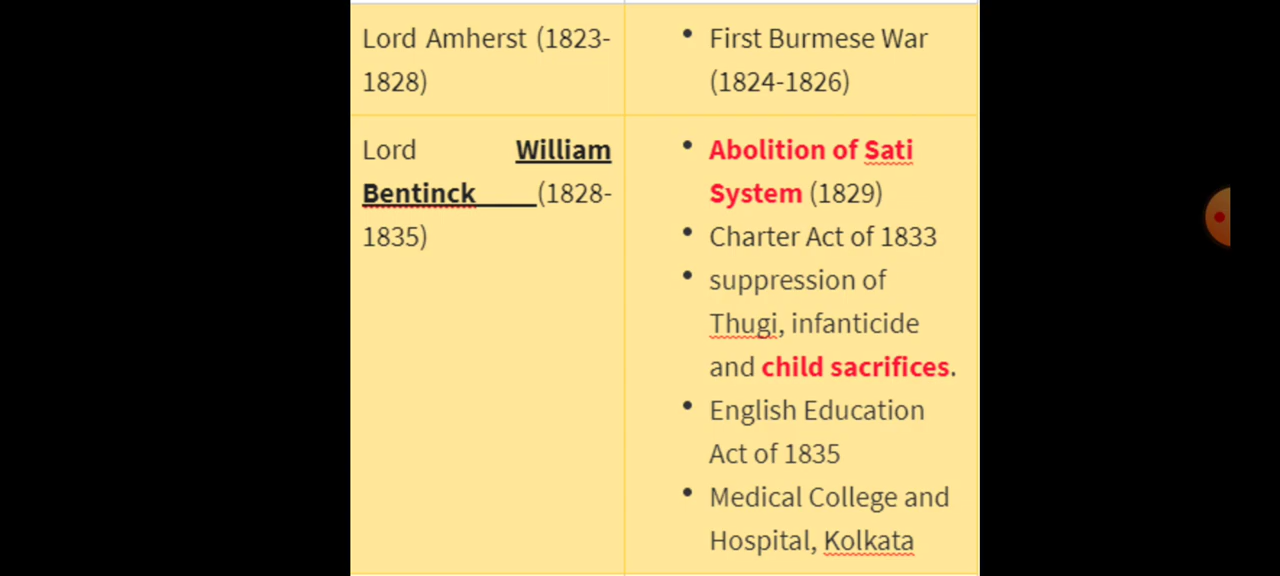 Lord Amherst (1823-
1828)
• First Burmese War
(1824-1826)
Lord William
Bentinck (1828-
1835)
• Abolition of Sati
System (1829)
• Charter Act of 1833
• suppression of
Thugi, infanticide
and child sacrifices.
• English Education
Act of 1835
• Medical College and
Hospital, Kolkata